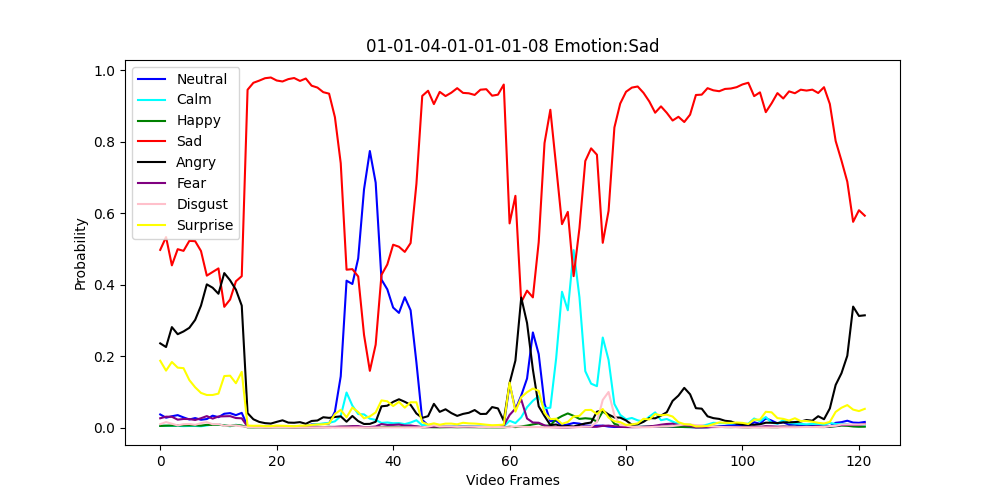 01-01-04-01-01-01-08 Emotion:Sad
1.0
0.8
0.6
0.4
0.2
0.0
Probability
Neutral
Calm
Happy
Sad
Angry
Fear
Disgust
Surprise
0 20 40 60 80 100 120
Video Frames